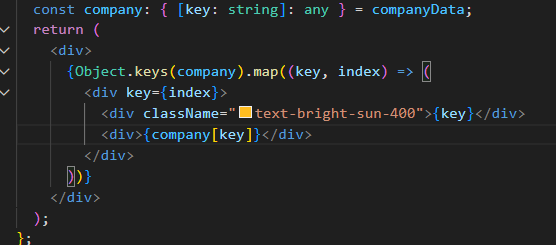 const company: { [key: string]: any } = companyData;
return (
<div>
{Object.keys(company).map((key, index) => (
<div key={index}>
<div className="text-bright-sun-400">{key}</div>
<div>{company[key]}</div>
</div>
))}
</div>
);
};